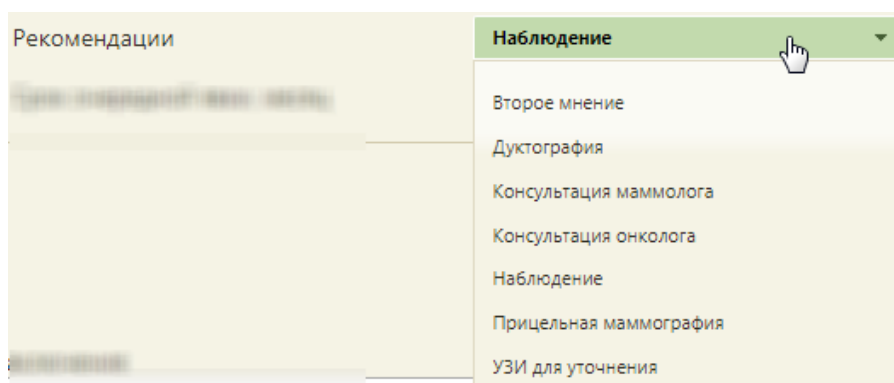 Рекомендации
Наблюдение
Второе мнение
Дуктография
Консультация маммолога
Консультация онколога
Наблюдение
Прицельная маммография
УЗИ для уточнения